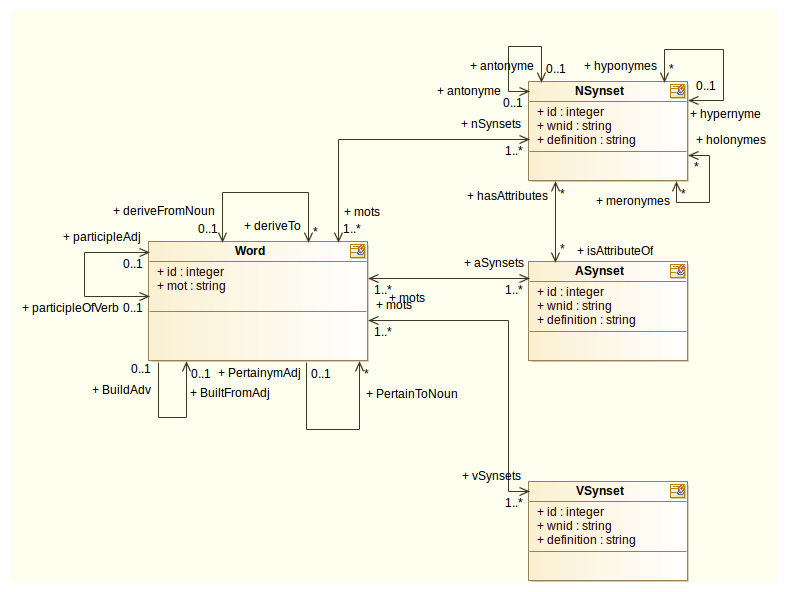 + antonyme
0..1
+ hyponymes
*
+ antonyme
0..1
NSynset
0..1
+ hypernyme
+ id : integer
+ wnid : string
+ definition : string
+ nSynsets
1..*
+ holonymes
*
+ hasAttributes
*
+ meronymes
*
+ deriveFromNoun
0..1
+ deriveTo
*
+ mots
1..*
+ participleAdj
0..1
Word
+ id : integer
+ mot : string
+ participleOfVerb
0..1
*
+ isAttributeOf
+ aSynsets
1..*
1..*
+ mots
ASynset
+ id : integer
+ wnid : string
+ definition : string
+ mots
1..*
0..1
+ BuildAdv
0..1
+ BuiltFromAdj
+ PertainymAdj
0..1
*
+ PertainToNoun
+ vSynsets
1..*
VSynset
+ id : integer
+ wnid : string
+ definition : string